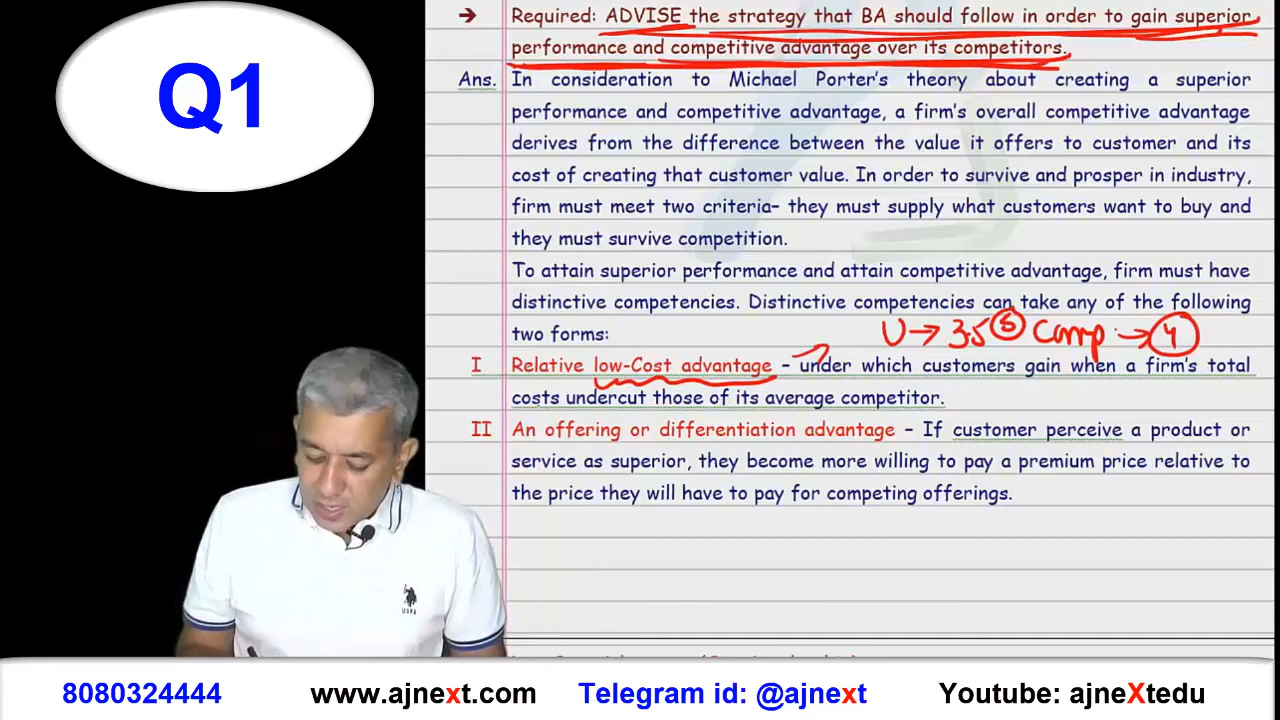 Q1
→ Required: ADVISE the strategy that BA should follow in order to gain superior
performance and competitive advantage over its competitors.
Ans. In consideration to Michael Porter's theory about creating a superior
performance and competitive advantage, a firm's overall competitive advantage
derives from the difference between the value it offers to customer and its
cost of creating that customer value. In order to survive and prosper in industry,
firm must meet two criteria– they must supply what customers want to buy and
they must survive competition.
To attain superior performance and attain competitive advantage, firm must have
distinctive competencies. Distinctive competencies can take any of the following
two forms:
U → 3.5 5 Comp. → 4
I Relative low-Cost advantage – under which customers gain when a firm's total
costs undercut those of its average competitor.
II An offering or differentiation advantage – If customer perceive a product or
service as superior, they become more willing to pay a premium price relative to
the price they will have to pay for competing offerings.
USPA
8080324444 www.ajnext.com Telegram id: @ajnext Youtube: ajneXtedu